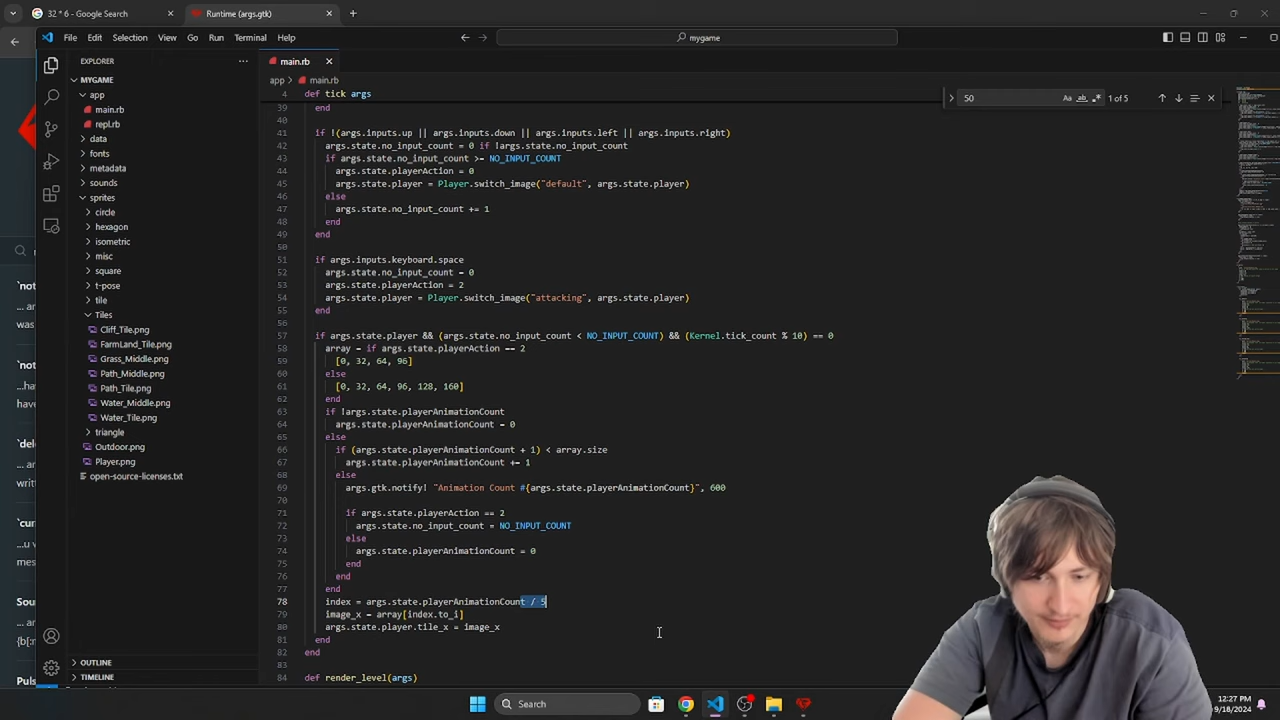 32 * 6 - Google Search
Runtime (args.gtk)
File Edit Selection View Go Run Terminal Help
mygame
EXPLORER
main.rb
MYGAME
app
main.rb
repl.rb
data
fonts
metadata
sounds
sprites
circle
hexagon
isometric
misc
square
t-pose
tile
Tiles
Cliff_Tile.png
FarmLand_Tile.png
Grass_Middle.png
Path_Middle.png
Path_Tile.png
Water_Middle.png
Water_Tile.png
triangle
Outdoor.png
Player.png
open-source-licenses.txt
OUTLINE
TIMELINE
app > main.rb
50
1 of 5
4 def tick args
39 end
40
41 if !(args.inputs.up || args.inputs.down || args.inputs.left || args.inputs.right)
42 args.state.no_input_count = 0 if !args.state.no_input_count
43 if args.state.no_input_count >= NO_INPUT_COUNT
44 args.state.playerAction = 0
45 args.state.player = Player.switch_image("default", args.state.player)
46 else
47 args.state.no_input_count += 1
48 end
49 end
50
51 if args.inputs.keyboard.space
52 args.state.no_input_count = 0
53 args.state.playerAction = 2
54 args.state.player = Player.switch_image("attacking", args.state.player)
55 end
56
57 if args.state.player && (args.state.no_input_count < NO_INPUT_COUNT) && (Kernel.tick_count % 10) == 0
58 array = if args.state.playerAction == 2
59 [0, 32, 64, 96]
60 else
61 [0, 32, 64, 96, 128, 160]
62 end
63 if !args.state.playerAnimationCount
64 args.state.playerAnimationCount = 0
65 else
66 if (args.state.playerAnimationCount + 1) < array.size
67 args.state.playerAnimationCount += 1
68 else
69 args.gtk.notify! "Animation Count #{args.state.playerAnimationCount}", 600
70
71 if args.state.playerAction == 2
72 args.state.no_input_count = NO_INPUT_COUNT
73 else
74 args.state.playerAnimationCount = 0
75 end
76 end
77 end
78 index = args.state.playerAnimationCount / 5
79 image_x = array[index.to_i]
80 args.state.player.tile_x = image_x
81 end
82 end
83
84 def render_level(args)
Search
12:27 PM
9/18/2024